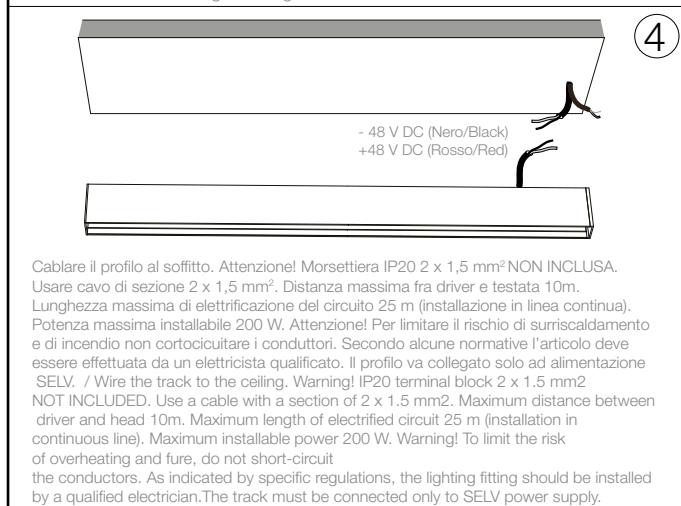 4
- 48 V DC (Nero/Black)
+48 V DC (Rosso/Red)
Cablare il profilo al soffitto. Attenzione! Morsettiera IP20 2 x 1,5 mm² NON INCLUSA.
Usare cavo di sezione 2 x 1,5 mm². Distanza massima fra driver e testata 10m.
Lunghezza massima di elettrificazione del circuito 25 m (installazione in linea continua).
Potenza massima installabile 200 W. Attenzione! Per limitare il rischio di surriscaldamento
e di incendio non cortocicuitare i conduttori. Secondo alcune normative l'articolo deve
essere effettuata da un elettricista qualificato. Il profilo va collegato solo ad alimentazione
SELV. / Wire the track to the ceiling. Warning! IP20 terminal block 2 x 1.5 mm2
NOT INCLUDED. Use a cable with a section of 2 x 1.5 mm2. Maximum distance between
driver and head 10m. Maximum length of electrified circuit 25 m (installation in
continuous line). Maximum installable power 200 W. Warning! To limit the risk
of overheating and fure, do not short-circuit
the conductors. As indicated by specific regulations, the lighting fitting should be installed
by a qualified electrician.The track must be connected only to SELV power supply.